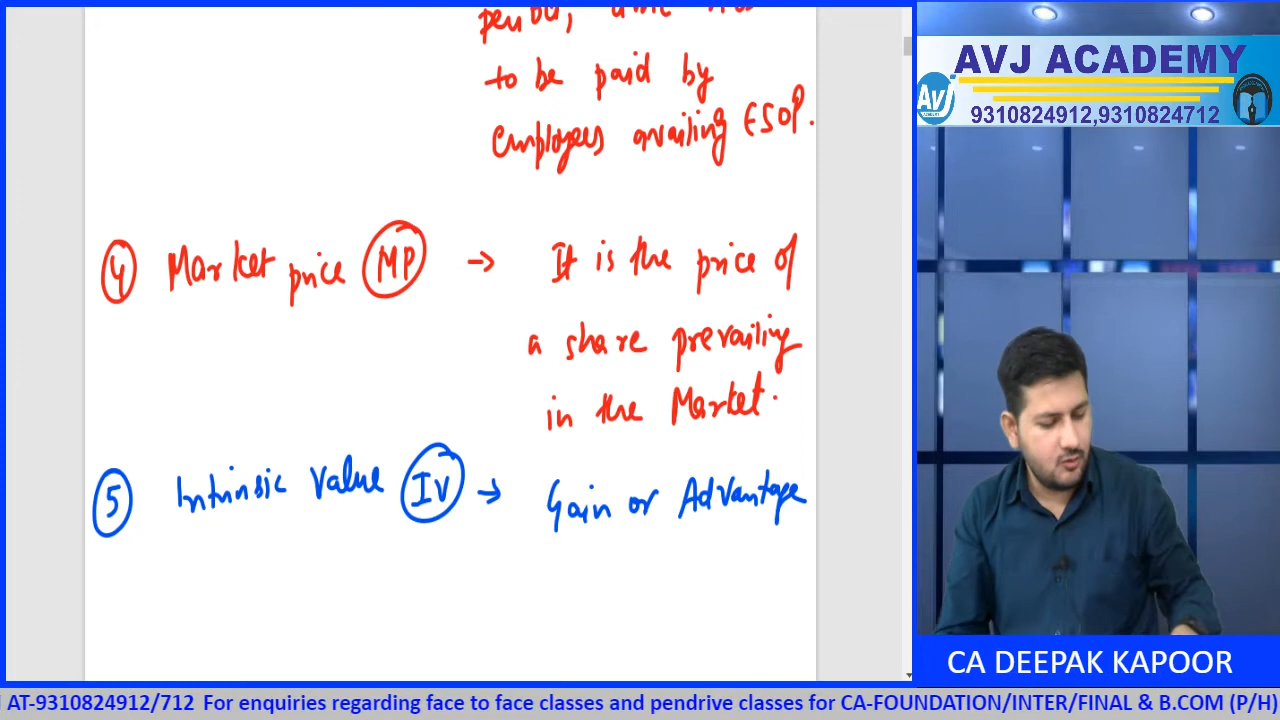 to be paid by
employees availing ESOP.
4 Market price MP → It is the price of
a share prevailing
in the Market.
5 Intrinsic Value IV → Gain or Advantage
AVJ ACADEMY
AVJ
9310824912,9310824712
CA DEEPAK KAPOOR
AT-9310824912/712 For enquiries regarding face to face classes and pendrive classes for CA-FOUNDATION/INTER/FINAL & B.COM (P/H)